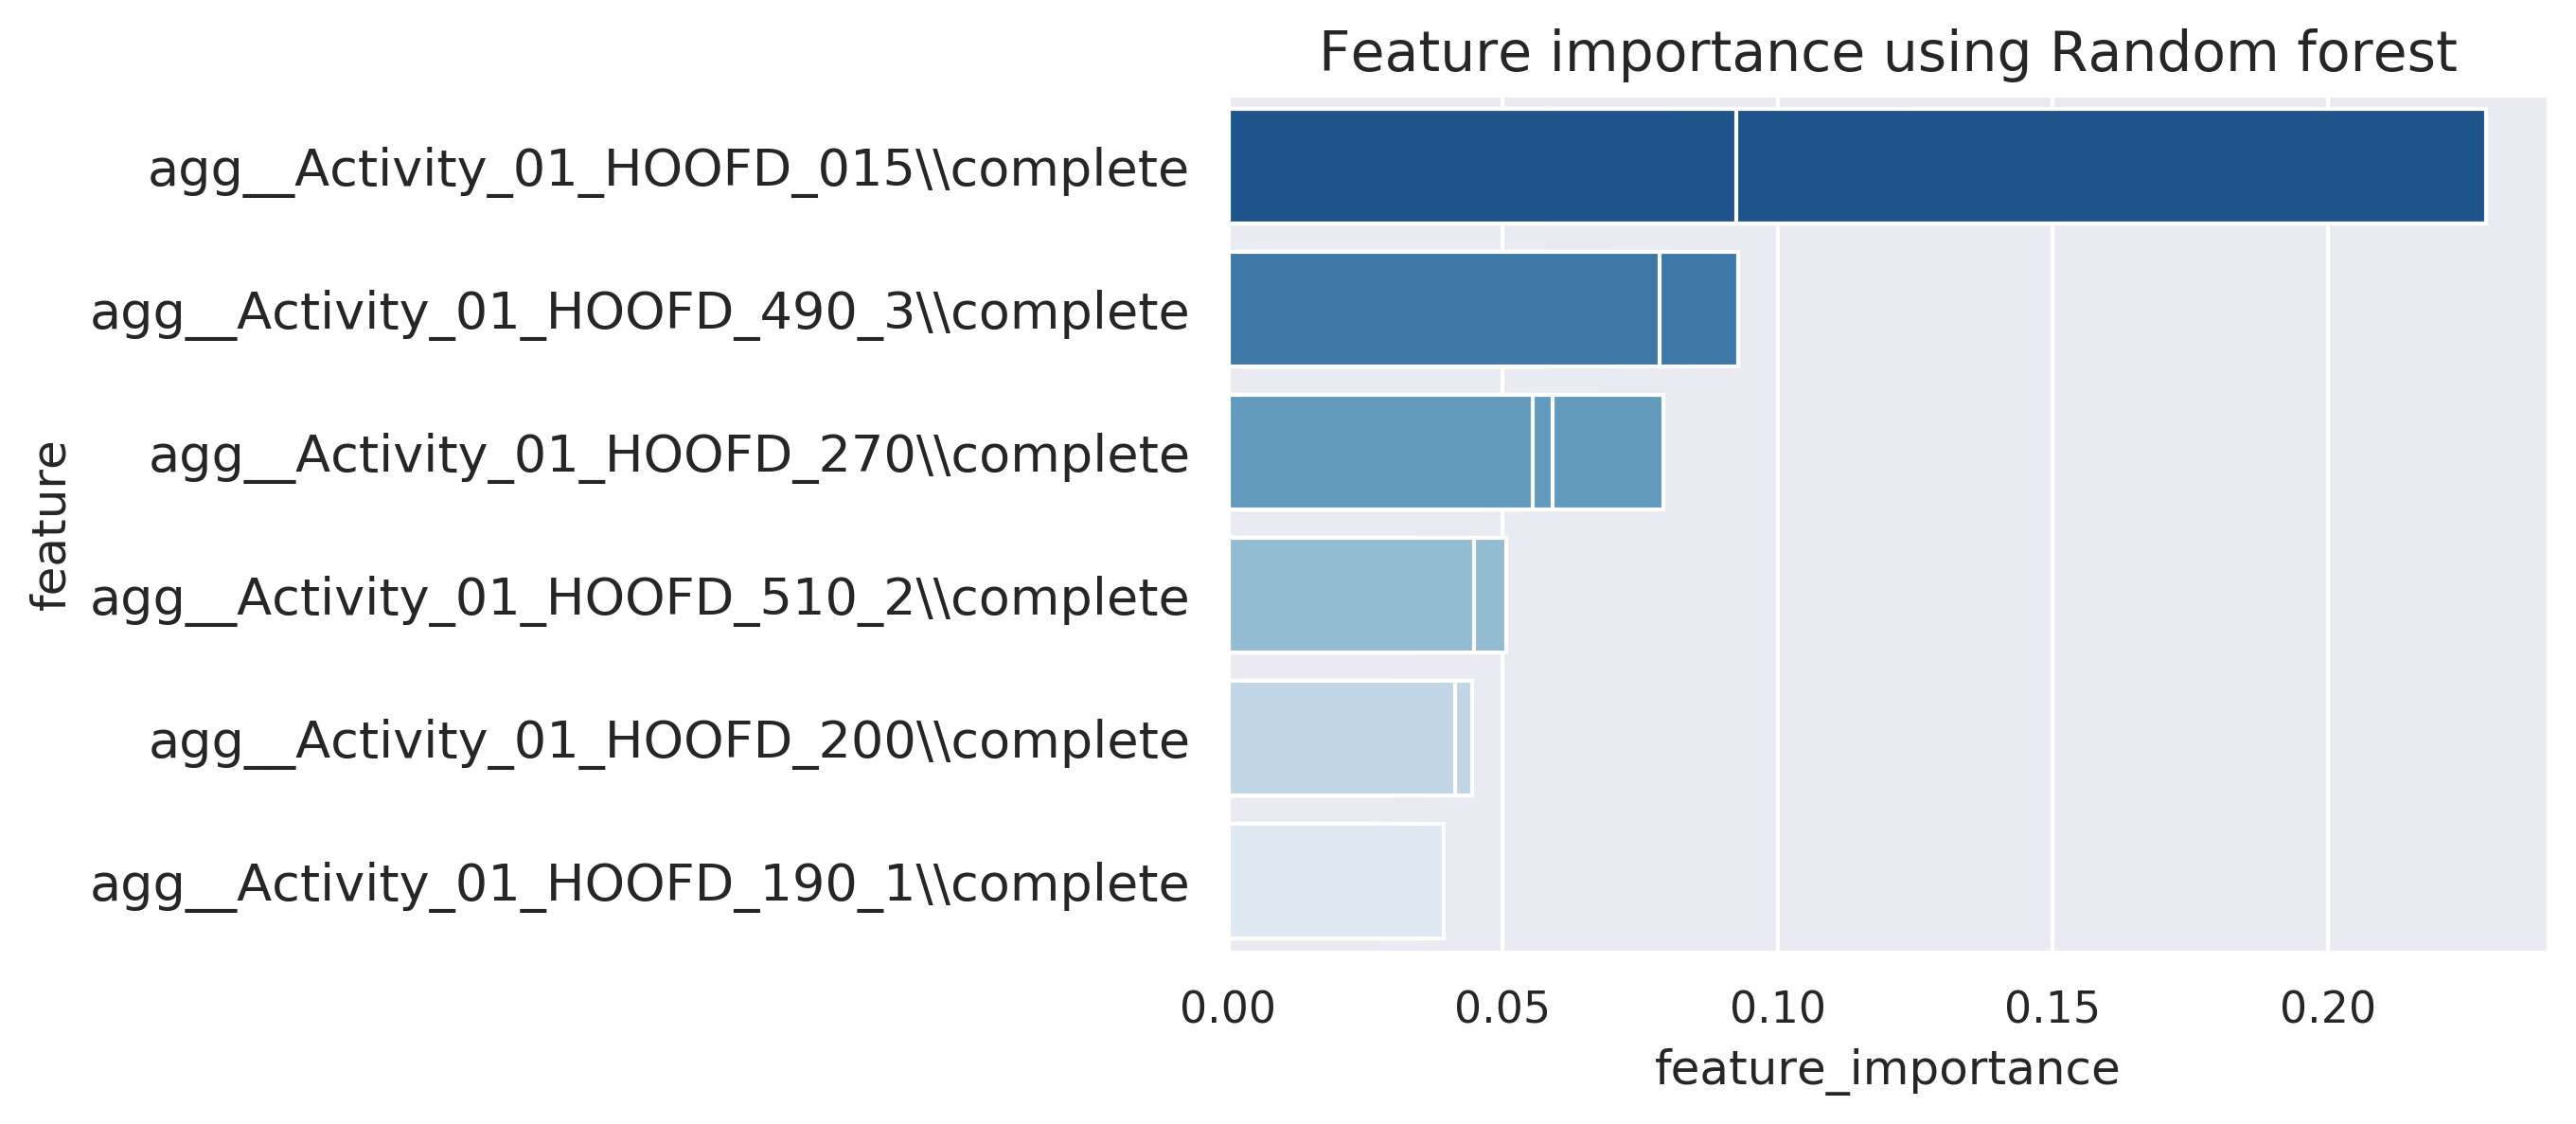 Feature importance using Random forest
agg__Activity_01_HOOFD_015\\complete
agg__Activity_01_HOOFD_490_3\\complete
agg__Activity_01_HOOFD_270\\complete
feature
agg__Activity_01_HOOFD_510_2\\complete
agg__Activity_01_HOOFD_200\\complete
agg__Activity_01_HOOFD_190_1\\complete
0.00 0.05 0.10 0.15 0.20
feature_importance